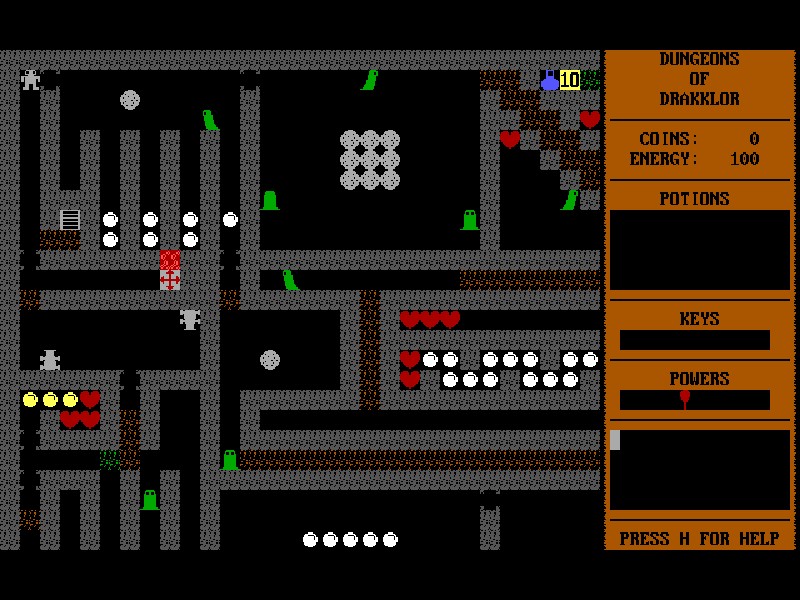 DUNGEONS
OF
DRAKKLOR
10
COINS: 0
ENERGY: 100
POTIONS
KEYS
POWERS
PRESS H FOR HELP